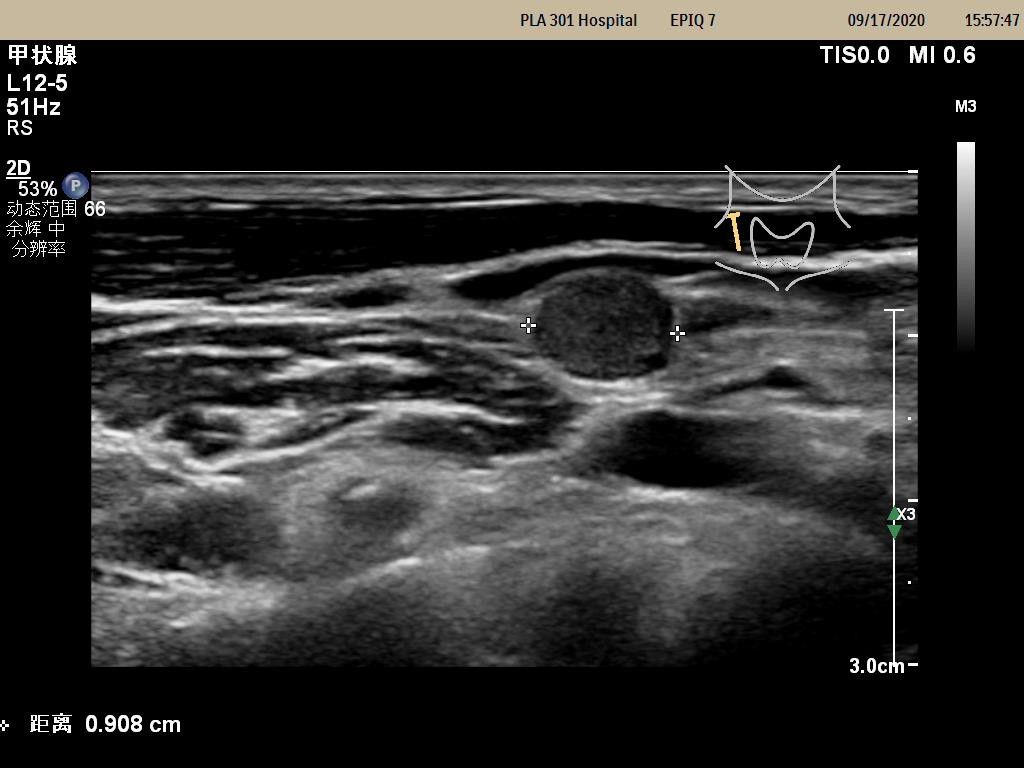 PLA 301 Hospital EPIQ 7 09/17/2020 15:57:47
甲状腺
TIS0.0 MI 0.6
L12-5
51Hz
RS
M3
2D
53% P
动态范围 66
余辉 中
分辨率
X3
3.0cm
距离 0.908 cm